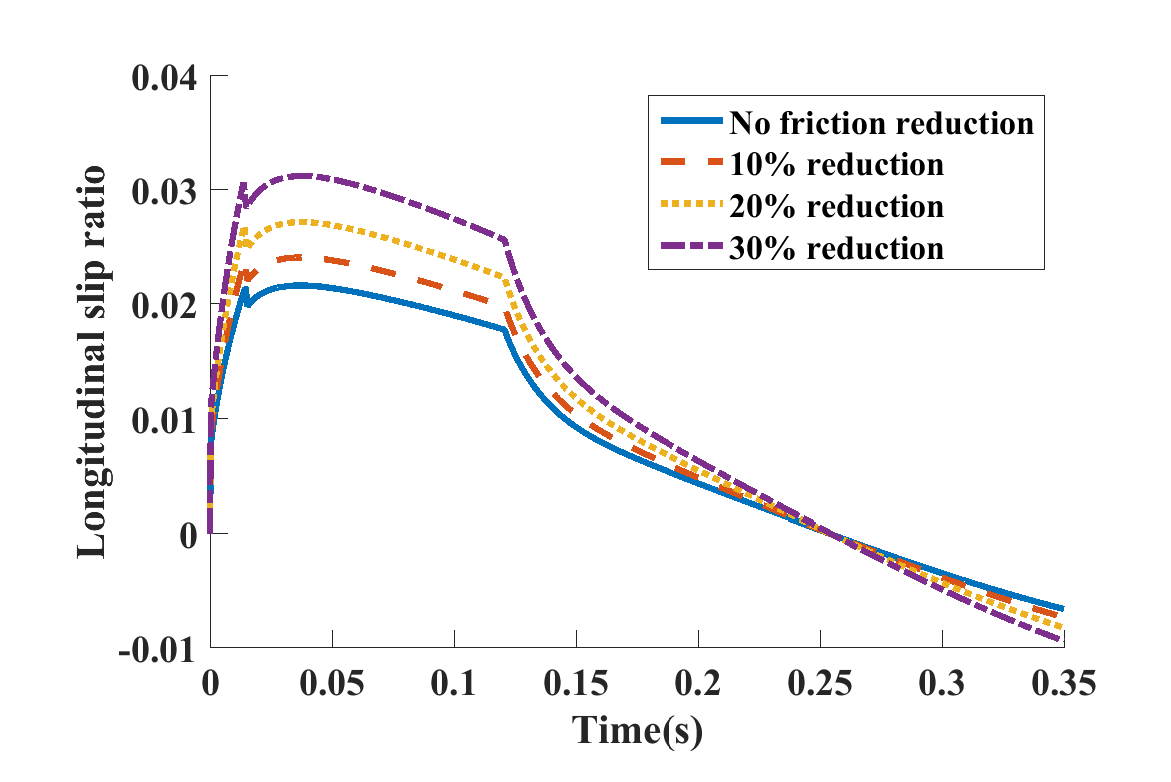 0.04
0.03
0.02
0.01
0
-0.01
Longitudinal slip ratio
No friction reduction
10% reduction
20% reduction
30% reduction
0 0.05 0.1 0.15 0.2 0.25 0.3 0.35
Time(s)